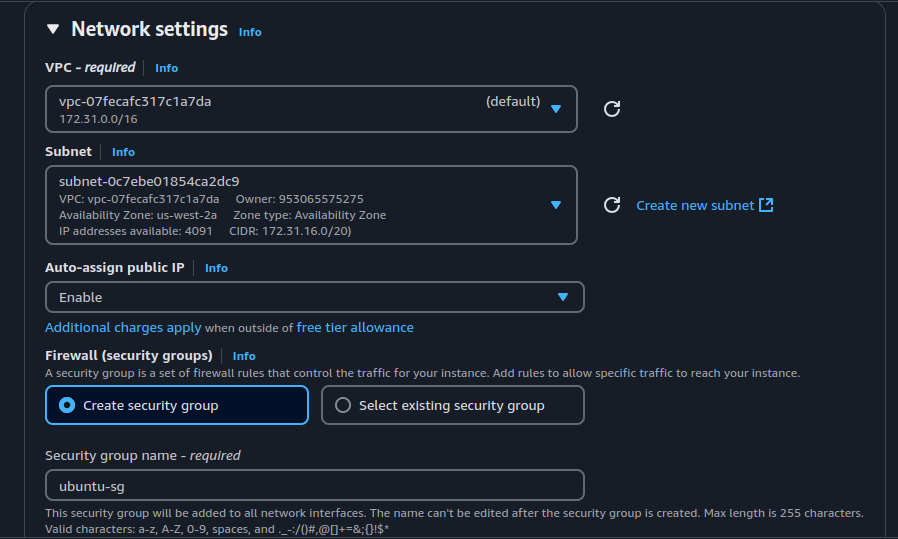 Network settings Info
VPC - required Info
vpc-07fecafc317c1a7da (default)
172.31.0.0/16
Subnet Info
subnet-0c7ebe01854ca2dc9
VPC: vpc-07fecafc317c1a7da Owner: 953065575275
Availability Zone: us-west-2a Zone type: Availability Zone
IP addresses available: 4091 CIDR: 172.31.16.0/20)
Create new subnet
Auto-assign public IP Info
Enable
Additional charges apply when outside of free tier allowance
Firewall (security groups) Info
A security group is a set of firewall rules that control the traffic for your instance. Add rules to allow specific traffic to reach your instance.
Create security group Select existing security group
Security group name - required
ubuntu-sg
This security group will be added to all network interfaces. The name can't be edited after the security group is created. Max length is 255 characters.
Valid characters: a-z, A-Z, 0-9, spaces, and ._-:/()#,@[]+=&;{}!$*